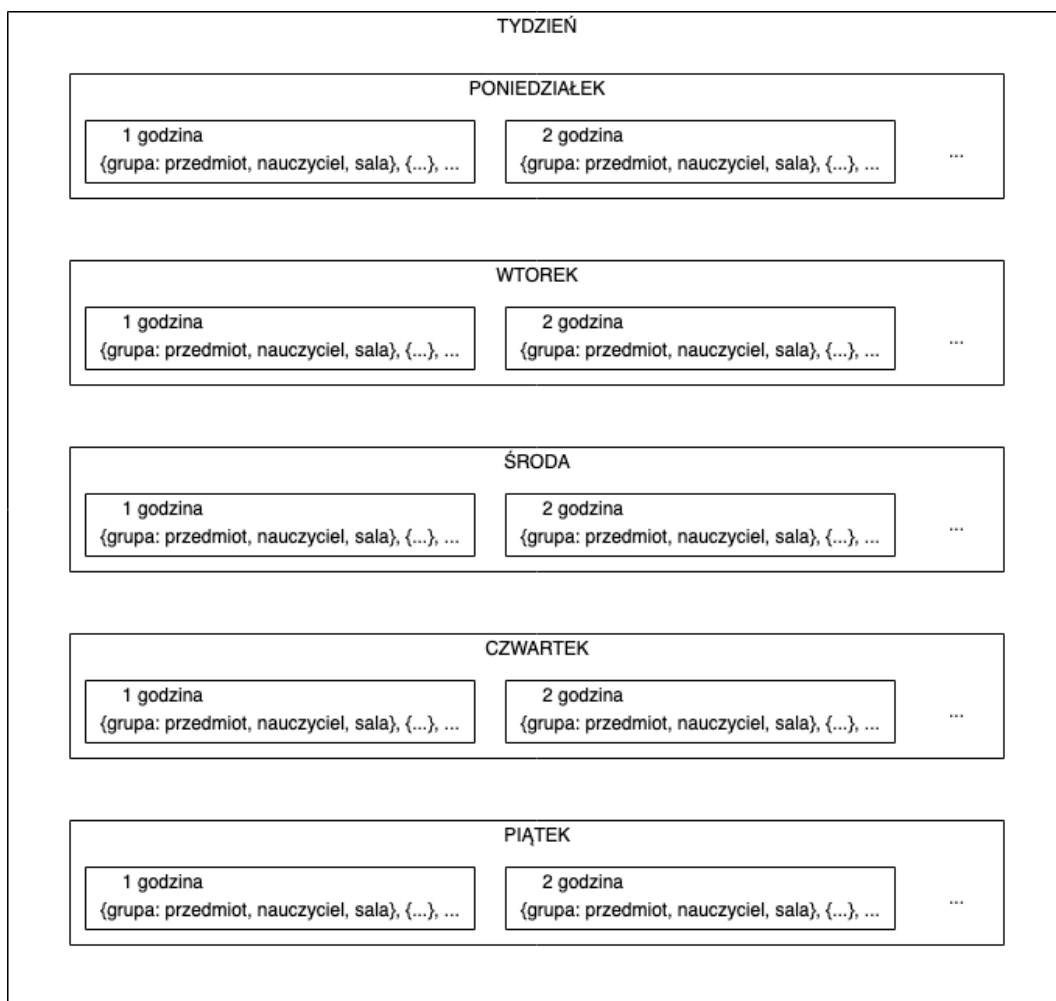 TYDZIEŃ
PONIEDZIAŁEK
1 godzina
{grupa: przedmiot, nauczyciel, sala}, {...}, ...
2 godzina
{grupa: przedmiot, nauczyciel, sala}, {...}, ...
...
WTOREK
1 godzina
{grupa: przedmiot, nauczyciel, sala}, {...}, ...
2 godzina
{grupa: przedmiot, nauczyciel, sala}, {...}, ...
...
ŚRODA
1 godzina
{grupa: przedmiot, nauczyciel, sala}, {...}, ...
2 godzina
{grupa: przedmiot, nauczyciel, sala}, {...}, ...
...
CZWARTEK
1 godzina
{grupa: przedmiot, nauczyciel, sala}, {...}, ...
2 godzina
{grupa: przedmiot, nauczyciel, sala}, {...}, ...
...
PIĄTEK
1 godzina
{grupa: przedmiot, nauczyciel, sala}, {...}, ...
2 godzina
{grupa: przedmiot, nauczyciel, sala}, {...}, ...
...